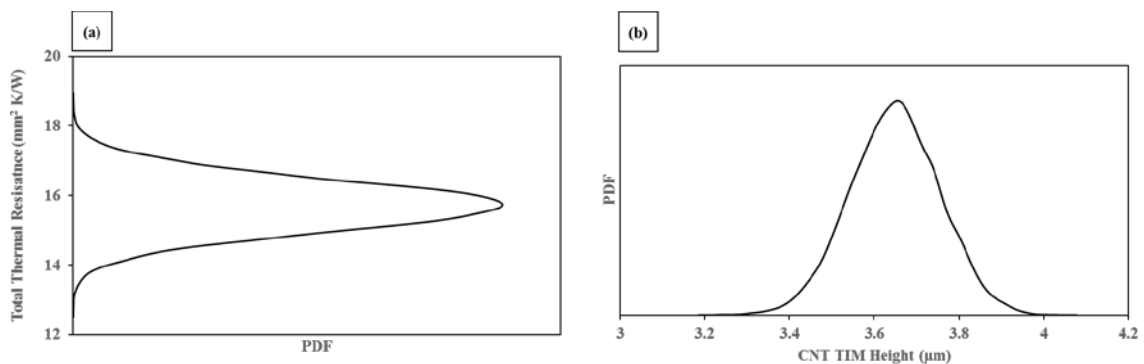 (a)
20
18
16
14
12
Total Thermal Resisatnce (mm² K/W)
PDF
(b)
PDF
3
3.2
3.4
3.6
3.8
4
4.2
CNT TIM Height (μm)